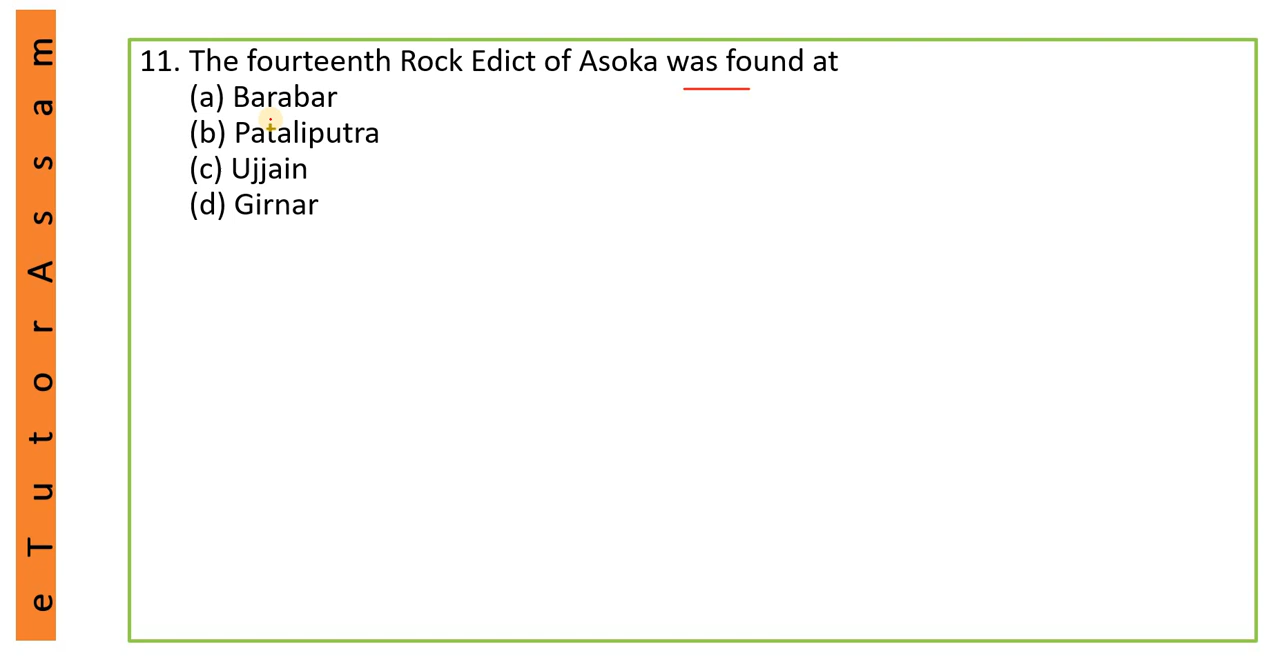 eTutorAssam
11. The fourteenth Rock Edict of Asoka was found at
(a) Barabar
(b) Pataliputra
(c) Ujjain
(d) Girnar